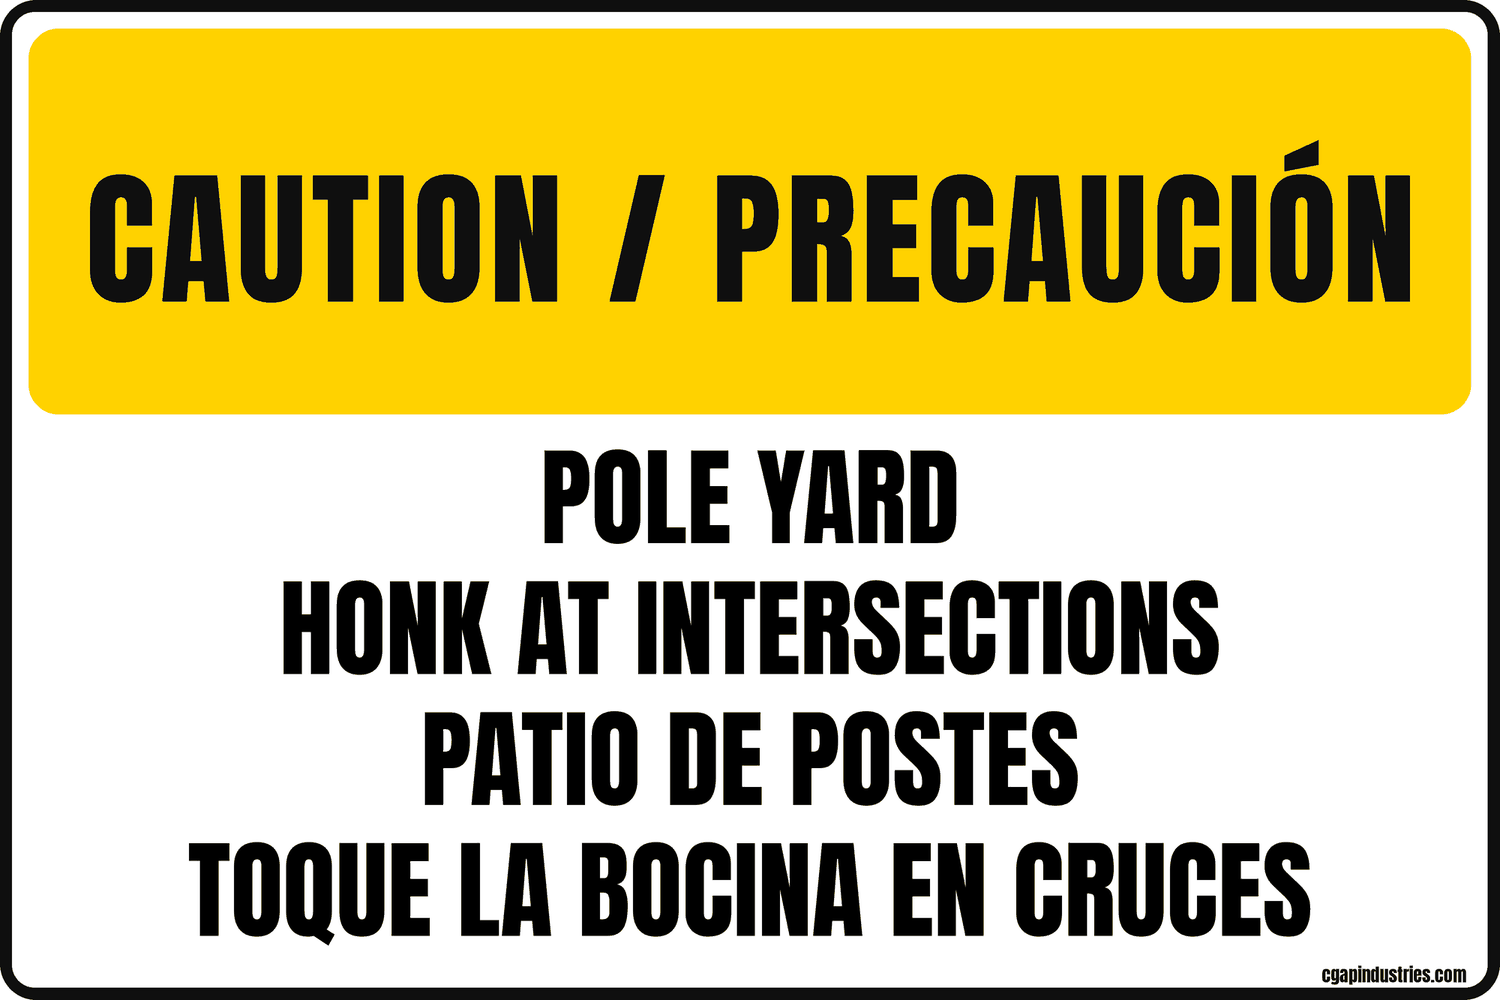 CAUTION / PRECAUCIÓN
POLE YARD
HONK AT INTERSECTIONS
PATIO DE POSTES
TOQUE LA BOCINA EN CRUCES
cgapindustries.com